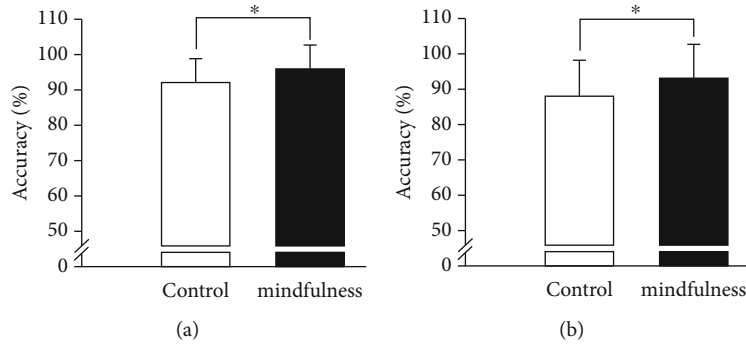 110
100
90
80
70
60
50
0
Accuracy (%)
*
Control
mindfulness
(a)
110
100
90
80
70
60
50
0
Accuracy (%)
*
Control
mindfulness
(b)